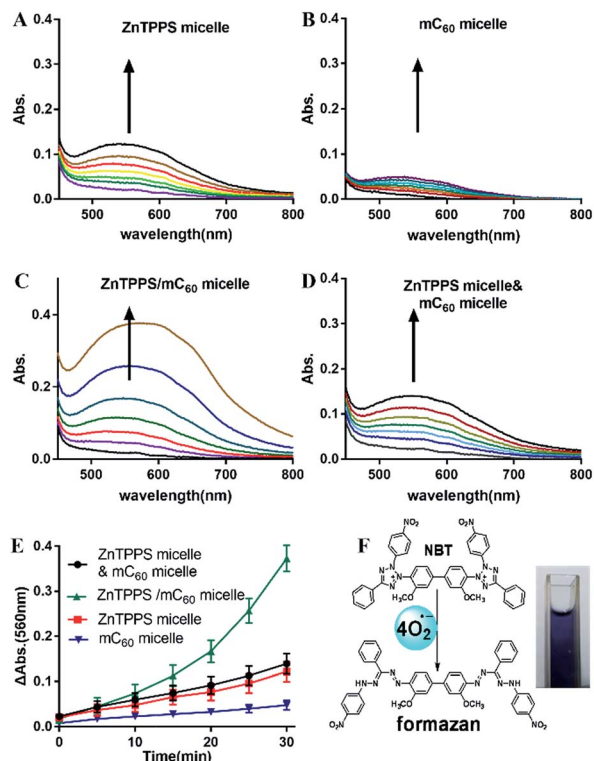 A
ZnTPPS micelle
0.4
0.3
0.2
0.1
0.0
Abs.
500 600 700 800
wavelength(nm)
B
mC60 micelle
0.4
0.3
0.2
0.1
0.0
Abs.
500 600 700 800
wavelength(nm)
C
ZnTPPS/mC60 micelle
0.4
0.2
0.0
Abs.
500 600 700 800
wavelength(nm)
D
ZnTPPS micelle&
mC60 micelle
0.4
0.3
0.2
0.1
0.0
Abs.
500 600 700 800
wavelength(nm)
E
ZnTPPS micelle
& mC60 micelle
ZnTPPS /mC60 micelle
ZnTPPS micelle
mC60 micelle
0.4
0.3
0.2
0.1
0.0
ΔAbs.(560nm)
0 10 20 30
Time(min)
F
NO2 NO2
NBT
N N N N+
N N N N+
H3CO OCH3
4O2•−
HN-N N N N N N-NH
H3CO OCH3
O2N NO2
formazan